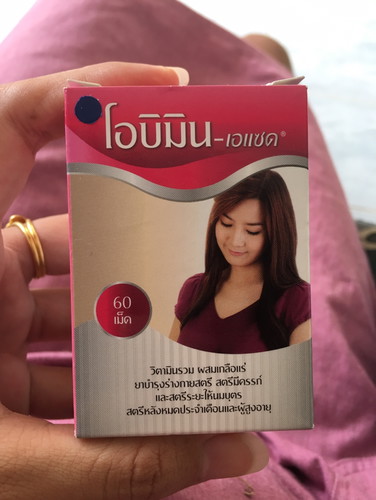 โอบิมิน-เอแซด®
60
เม็ด
วิตามินรวม ผสมเกลือแร่
ยาบำรุงร่างกายสตรี สตรีมีครรภ์
และสตรีระยะให้นมบุตร
สตรีหลังหมดประจำเดือนและผู้สูงอายุ